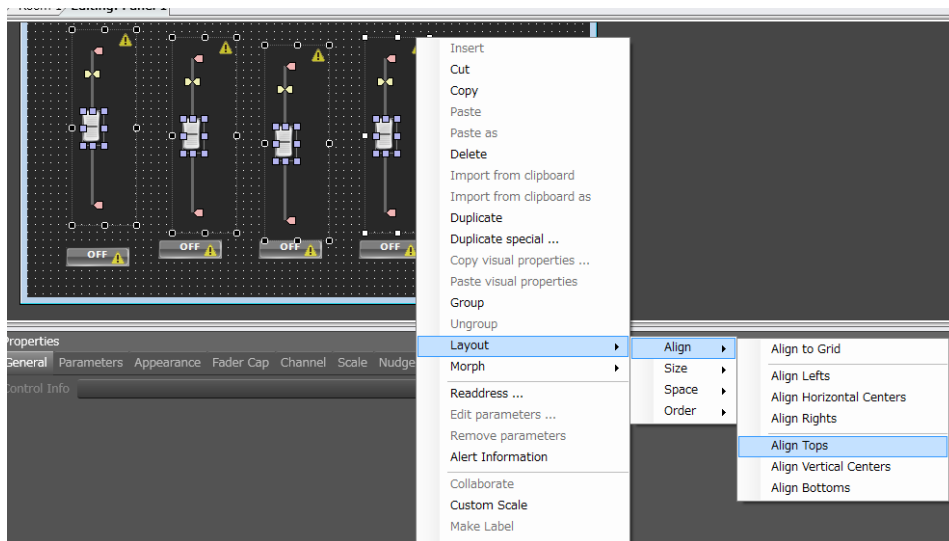 Room 1 Editing: Panel 1
OFF
OFF
OFF
OFF
Insert
Cut
Copy
Paste
Paste as
Delete
Import from clipboard
Import from clipboard as
Duplicate
Duplicate special ...
Copy visual properties ...
Paste visual properties
Group
Ungroup
Layout
Morph
Readdress ...
Edit parameters ...
Remove parameters
Alert Information
Collaborate
Custom Scale
Make Label
Align
Size
Space
Order
Align to Grid
Align Lefts
Align Horizontal Centers
Align Rights
Align Tops
Align Vertical Centers
Align Bottoms
Properties
General Parameters Appearance Fader Cap Channel Scale Nudge
Control Info